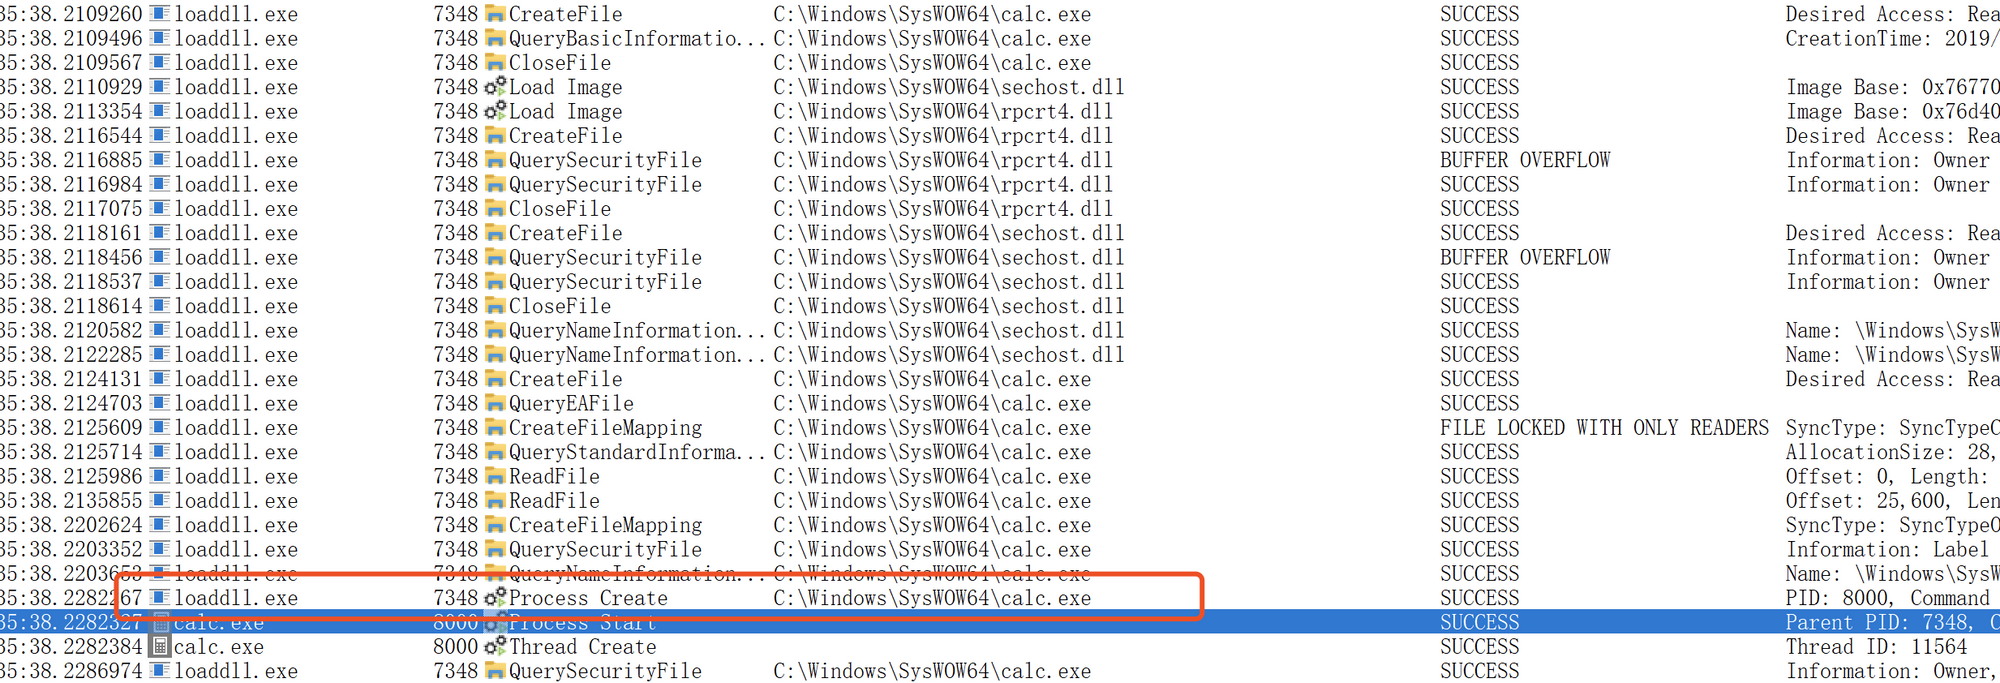 35:38.2109260 loaddll.exe 7348 CreateFile C:\Windows\SysWOW64\calc.exe SUCCESS Desired Access: Rea
35:38.2109496 loaddll.exe 7348 QueryBasicInformatio... C:\Windows\SysWOW64\calc.exe SUCCESS CreationTime: 2019/
35:38.2109567 loaddll.exe 7348 CloseFile C:\Windows\SysWOW64\calc.exe SUCCESS
35:38.2110929 loaddll.exe 7348 Load Image C:\Windows\SysWOW64\sechost.dll SUCCESS Image Base: 0x76770
35:38.2113354 loaddll.exe 7348 Load Image C:\Windows\SysWOW64\rpcrt4.dll SUCCESS Image Base: 0x76d40
35:38.2116544 loaddll.exe 7348 CreateFile C:\Windows\SysWOW64\rpcrt4.dll SUCCESS Desired Access: Rea
35:38.2116885 loaddll.exe 7348 QuerySecurityFile C:\Windows\SysWOW64\rpcrt4.dll BUFFER OVERFLOW Information: Owner
35:38.2116984 loaddll.exe 7348 QuerySecurityFile C:\Windows\SysWOW64\rpcrt4.dll SUCCESS Information: Owner
35:38.2117075 loaddll.exe 7348 CloseFile C:\Windows\SysWOW64\rpcrt4.dll SUCCESS
35:38.2118161 loaddll.exe 7348 CreateFile C:\Windows\SysWOW64\sechost.dll SUCCESS Desired Access: Rea
35:38.2118456 loaddll.exe 7348 QuerySecurityFile C:\Windows\SysWOW64\sechost.dll BUFFER OVERFLOW Information: Owner
35:38.2118537 loaddll.exe 7348 QuerySecurityFile C:\Windows\SysWOW64\sechost.dll SUCCESS Information: Owner
35:38.2118614 loaddll.exe 7348 CloseFile C:\Windows\SysWOW64\sechost.dll SUCCESS
35:38.2120582 loaddll.exe 7348 QueryNameInformation... C:\Windows\SysWOW64\sechost.dll SUCCESS Name: \Windows\SysW
35:38.2122285 loaddll.exe 7348 QueryNameInformation... C:\Windows\SysWOW64\sechost.dll SUCCESS Name: \Windows\SysW
35:38.2124131 loaddll.exe 7348 CreateFile C:\Windows\SysWOW64\calc.exe SUCCESS Desired Access: Rea
35:38.2124703 loaddll.exe 7348 QueryEAFile C:\Windows\SysWOW64\calc.exe SUCCESS
35:38.2125609 loaddll.exe 7348 CreateFileMapping C:\Windows\SysWOW64\calc.exe FILE LOCKED WITH ONLY READERS SyncType: SyncTypeC
35:38.2125714 loaddll.exe 7348 QueryStandardInforma... C:\Windows\SysWOW64\calc.exe SUCCESS AllocationSize: 28,
35:38.2125986 loaddll.exe 7348 ReadFile C:\Windows\SysWOW64\calc.exe SUCCESS Offset: 0, Length:
35:38.2135855 loaddll.exe 7348 ReadFile C:\Windows\SysWOW64\calc.exe SUCCESS Offset: 25,600, Len
35:38.2202624 loaddll.exe 7348 CreateFileMapping C:\Windows\SysWOW64\calc.exe SUCCESS SyncType: SyncTypeO
35:38.2203352 loaddll.exe 7348 QuerySecurityFile C:\Windows\SysWOW64\calc.exe SUCCESS Information: Label
35:38.2203653 loaddll.exe 7348 QueryNameInformation... C:\Windows\SysWOW64\calc.exe SUCCESS Name: \Windows\SysW
35:38.2282267 loaddll.exe 7348 Process Create C:\Windows\SysWOW64\calc.exe SUCCESS PID: 8000, Command
35:38.2282327 calc.exe 8000 Process Start SUCCESS Parent PID: 7348, C
35:38.2282384 calc.exe 8000 Thread Create SUCCESS Thread ID: 11564
35:38.2286974 loaddll.exe 7348 QuerySecurityFile C:\Windows\SysWOW64\calc.exe SUCCESS Information: Owner,